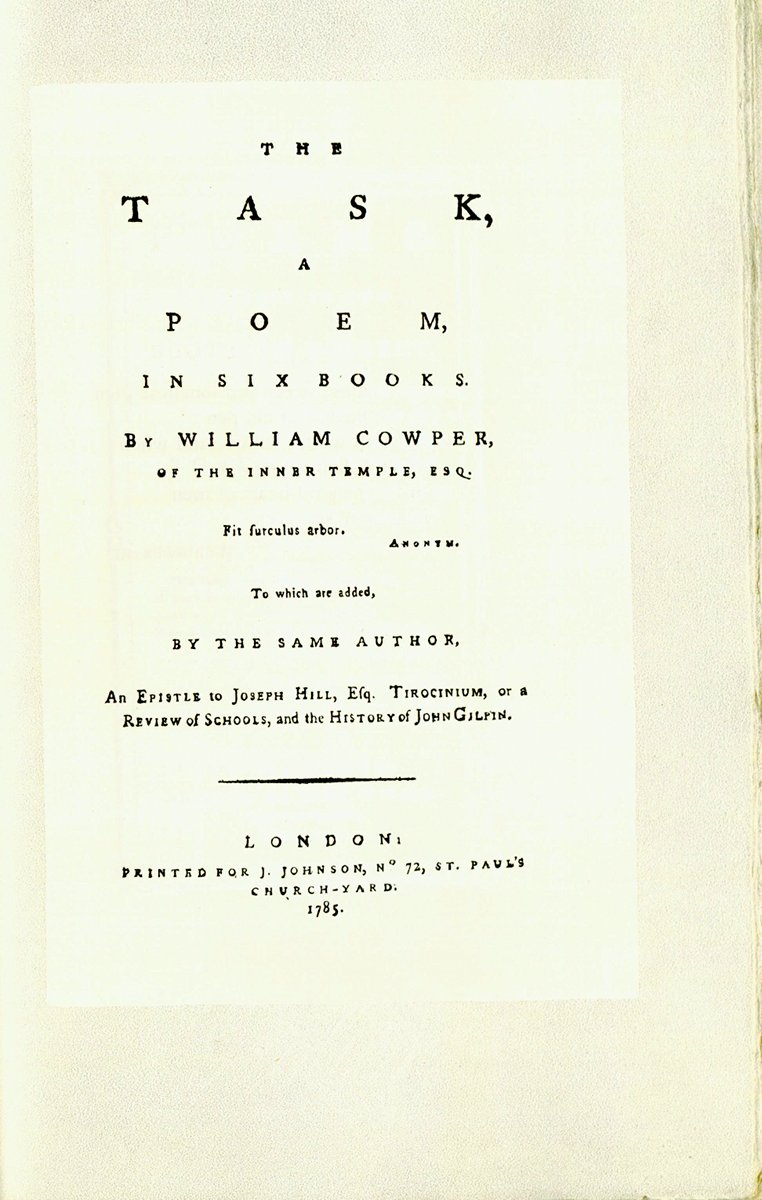 THE
TASK,
A
POEM,
IN SIX BOOKS.
BY WILLIAM COWPER,
OF THE INNER TEMPLE, ESQ.
Fit ſurculus arbor.
ANONYM.
To which are added,
BY THE SAME AUTHOR,
An EPISTLE to JOSEPH HILL, Eſq. TIROCINIUM, or a
REVIEW of SCHOOLS, and the HISTORY of JOHN GILPIN.
LONDON:
PRINTED FOR J. JOHNSON, Nº 72, ST. PAUL'S
CHURCH-YARD:
1785.